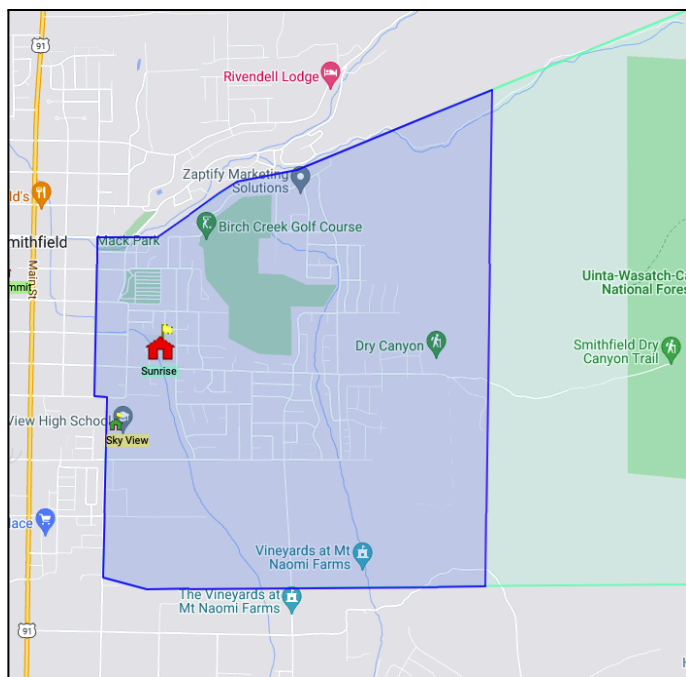 91
Rivendell Lodge
Zaptify Marketing
Solutions
ld's
Birch Creek Golf Course
mithfield
Mack Park
Main St
mmit
Uinta-Wasatch-Ca
National Fores
Dry Canyon
Smithfield Dry
Canyon Trail
Sunrise
View High School
Sky View
lace
Vineyards at Mt
Naomi Farms
The Vineyards at
Mt Naomi Farms
91
H